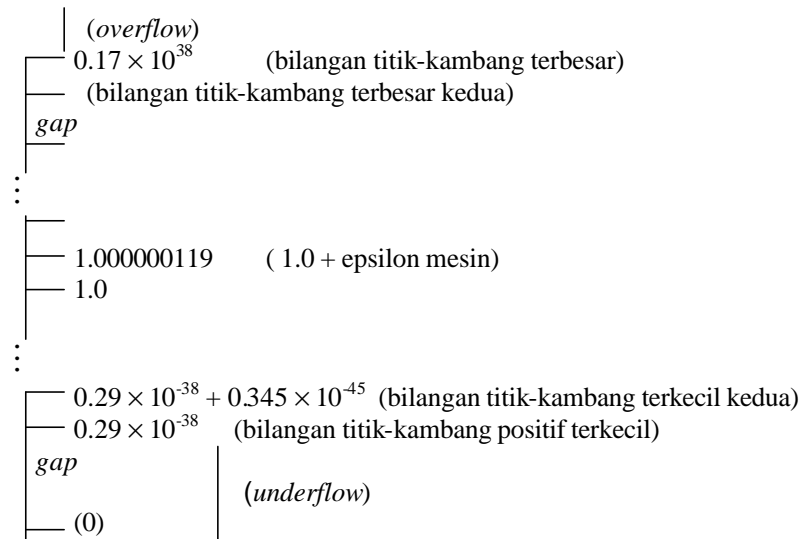 (overflow)
0.17 × 10^38 (bilangan titik-kambang terbesar)
(bilangan titik-kambang terbesar kedua)
gap
⋮
1.000000119 ( 1.0 + epsilon mesin)
1.0
⋮
0.29 × 10^-38 + 0.345 × 10^-45 (bilangan titik-kambang terkecil kedua)
0.29 × 10^-38 (bilangan titik-kambang positif terkecil)
gap
(underflow)
(0)